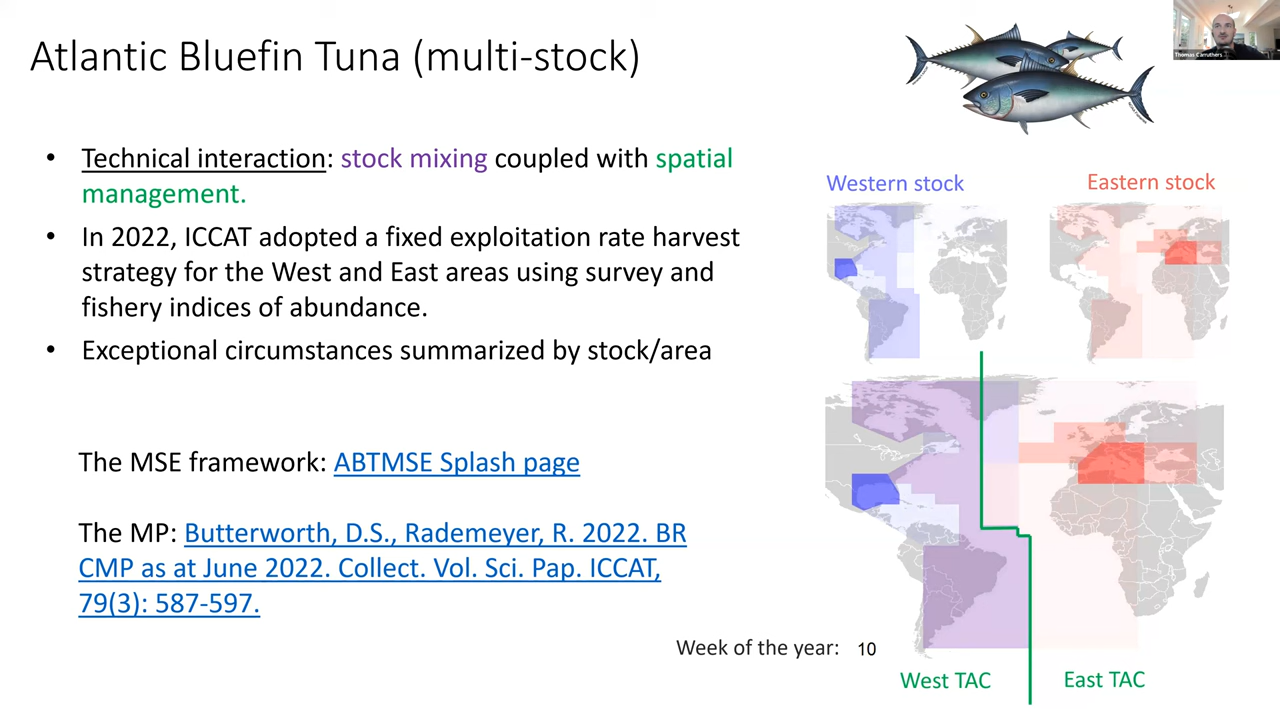 Atlantic Bluefin Tuna (multi-stock)
Thomas Carruthers
• Technical interaction: stock mixing coupled with spatial
management.
• In 2022, ICCAT adopted a fixed exploitation rate harvest
strategy for the West and East areas using survey and
fishery indices of abundance.
• Exceptional circumstances summarized by stock/area
The MSE framework: ABTMSE Splash page
The MP: Butterworth, D.S., Rademeyer, R. 2022. BR
CMP as at June 2022. Collect. Vol. Sci. Pap. ICCAT,
79(3): 587-597.
Western stock
Eastern stock
Week of the year: 10
West TAC
East TAC